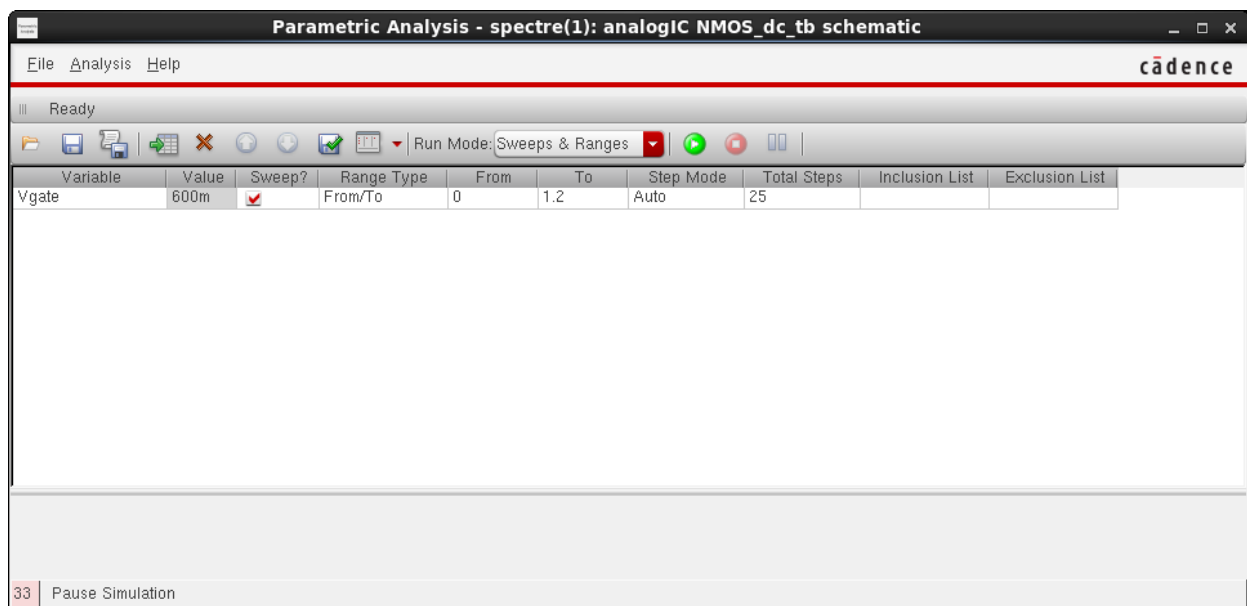 Parametric Analysis - spectre(1): analogIC NMOS_dc_tb schematic
File Analysis Help
cādence
Ready
Run Mode: Sweeps & Ranges
Variable Value Sweep? Range Type From To Step Mode Total Steps Inclusion List Exclusion List
Vgate 600m From/To 0 1.2 Auto 25
33 Pause Simulation